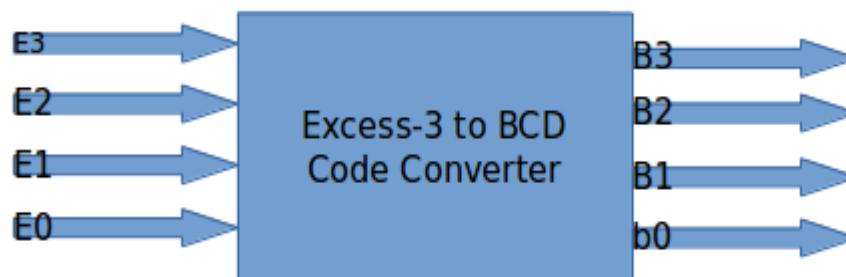 E3
E2
E1
E0
Excess-3 to BCD
Code Converter
B3
B2
B1
b0